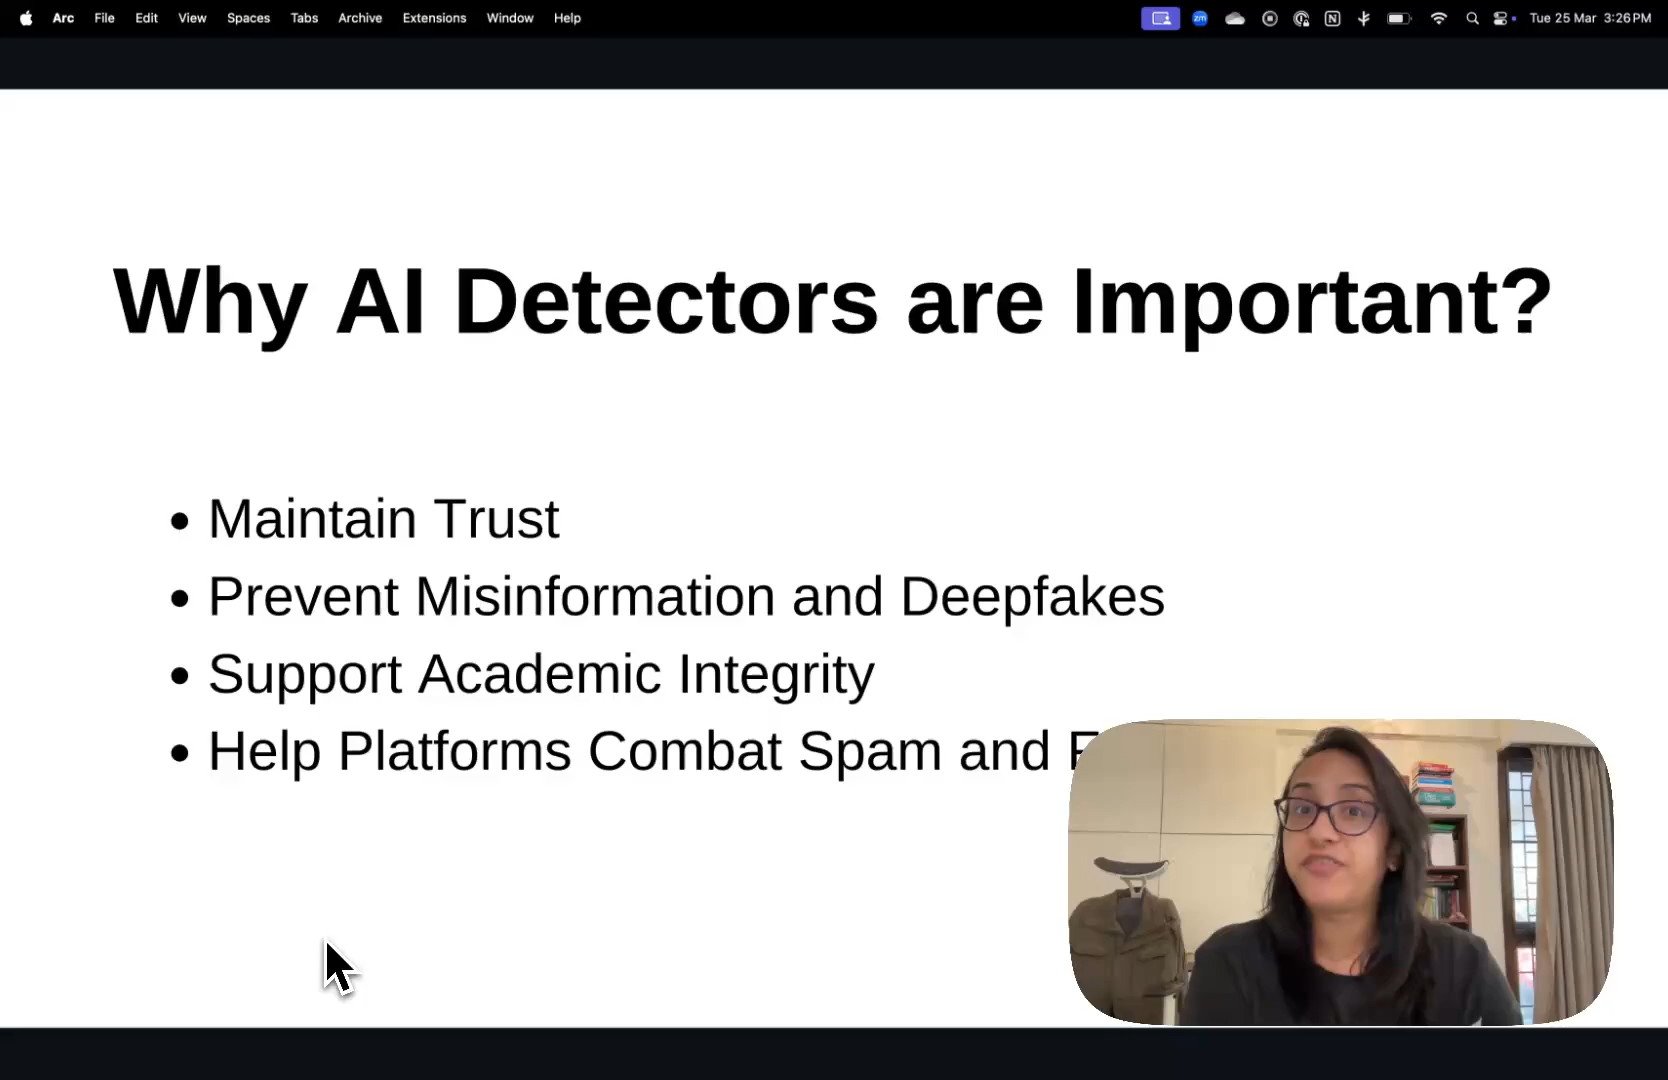 Arc File Edit View Spaces Tabs Archive Extensions Window Help zm N Tue 25 Mar 3:26 PM
Why AI Detectors are Important?
• Maintain Trust
• Prevent Misinformation and Deepfakes
• Support Academic Integrity
• Help Platforms Combat Spam and